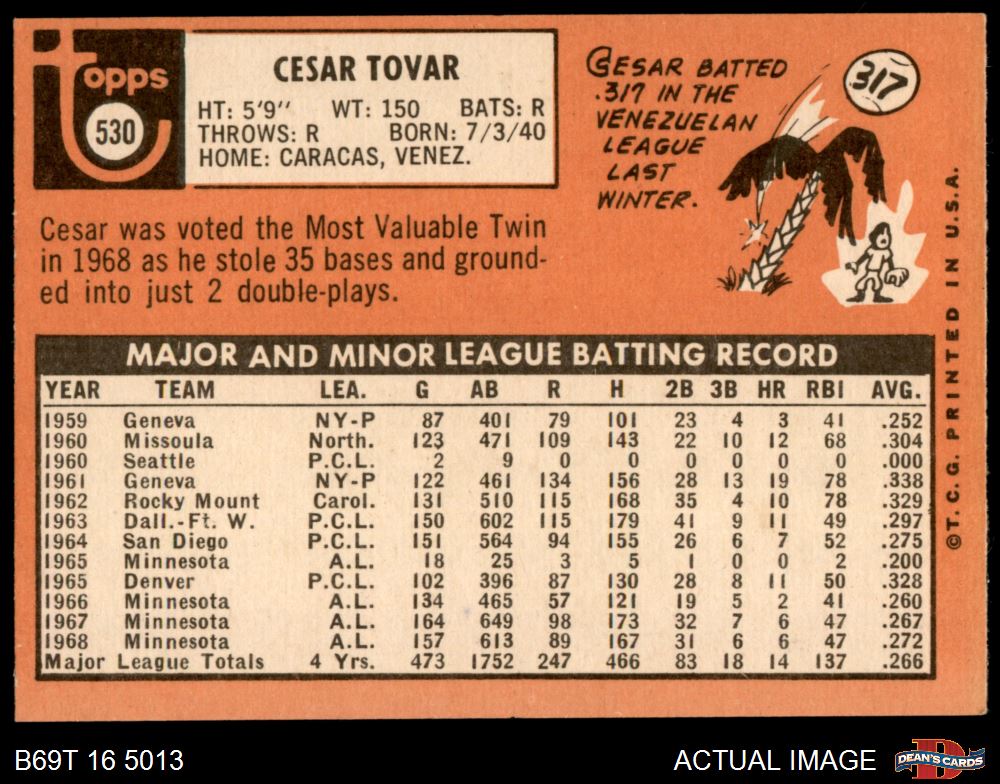 topps
530
CESAR TOVAR
HT: 5'9" WT: 150 BATS: R
THROWS: R BORN: 7/3/40
HOME: CARACAS, VENEZ.
Cesar was voted the Most Valuable Twin
in 1968 as he stole 35 bases and ground-
ed into just 2 double-plays.
CESAR BATTED
.317 IN THE
VENEZUELAN
LEAGUE
LAST
WINTER.
317
MAJOR AND MINOR LEAGUE BATTING RECORD
YEAR TEAM LEA. G AB R H 2B 3B HR RBI AVG.
1959 Geneva NY-P 87 401 79 101 23 4 3 41 .252
1960 Missoula North. 123 471 109 143 22 10 12 68 .304
1960 Seattle P.C.L. 2 9 0 0 0 0 0 0 .000
1961 Geneva NY-P 122 461 134 156 28 13 19 78 .338
1962 Rocky Mount Carol. 131 510 115 168 35 4 10 78 .329
1963 Dall.-Ft. W. P.C.L. 150 602 115 179 41 9 11 49 .297
1964 San Diego P.C.L. 151 564 94 155 26 6 7 52 .275
1965 Minnesota A.L. 18 25 3 5 1 0 0 2 .200
1965 Denver P.C.L. 102 396 87 130 28 8 11 50 .328
1966 Minnesota A.L. 134 465 57 121 19 5 2 41 .260
1967 Minnesota A.L. 164 649 98 173 32 7 6 47 .267
1968 Minnesota A.L. 157 613 89 167 31 6 6 47 .272
Major League Totals 4 Yrs. 473 1752 247 466 83 18 14 137 .266
©T.C.G. PRINTED IN U.S.A.
B69T 16 5013
ACTUAL IMAGE
D
DEAN'S CARDS